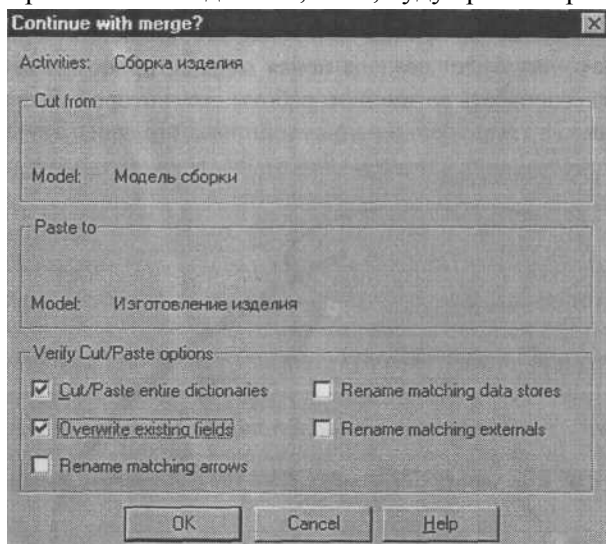 Continue with merge?
Activities: Сборка изделия
Cut from
Model: Модель сборки
Paste to
Model: Изготовление изделия
Verify Cut/Paste options
Cut/Paste entire dictionaries
Rename matching data stores
Overwrite existing fields
Rename matching externals
Rename matching arrows
OK
Cancel
Help